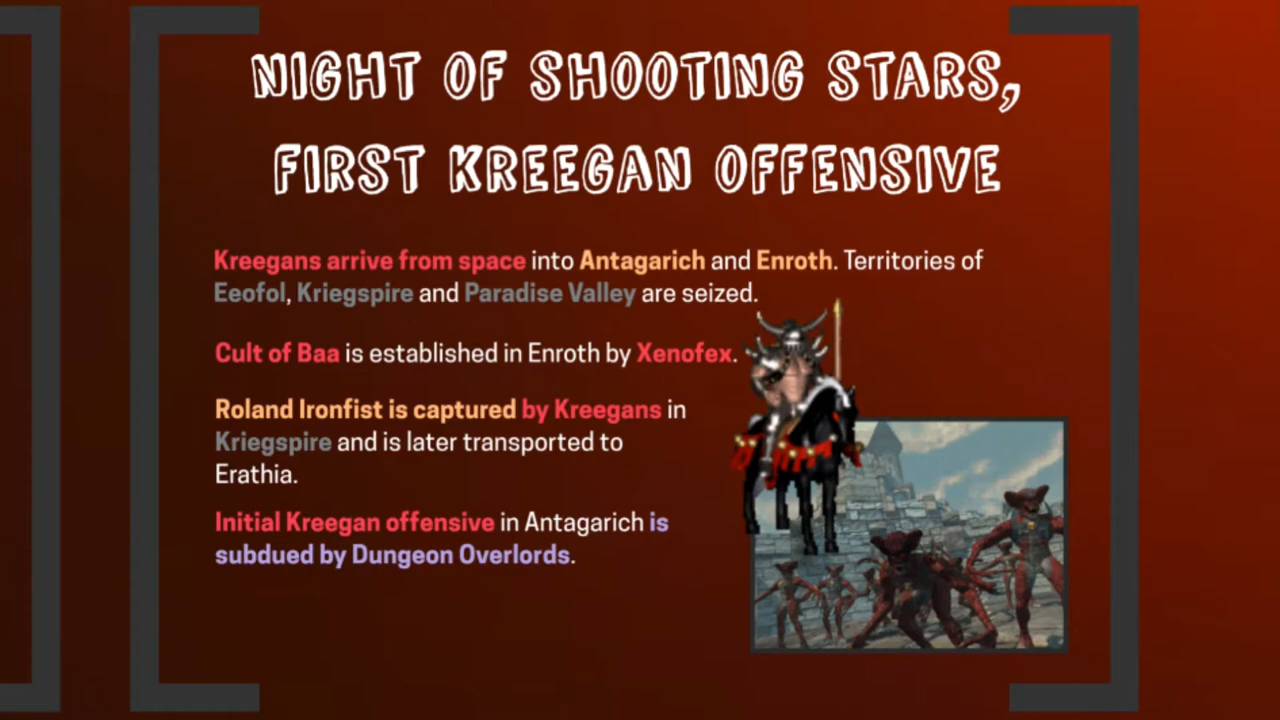 NIGHT OF SHOOTING STARS,
FIRST KREEGAN OFFENSIVE
Kreegans arrive from space into Antagarich and Enroth. Territories of
Eeofol, Kriegspire and Paradise Valley are seized.
Cult of Baa is established in Enroth by Xenofex.
Roland Ironfist is captured by Kreegans in
Kriegspire and is later transported to
Erathia.
Initial Kreegan offensive in Antagarich is
subdued by Dungeon Overlords.